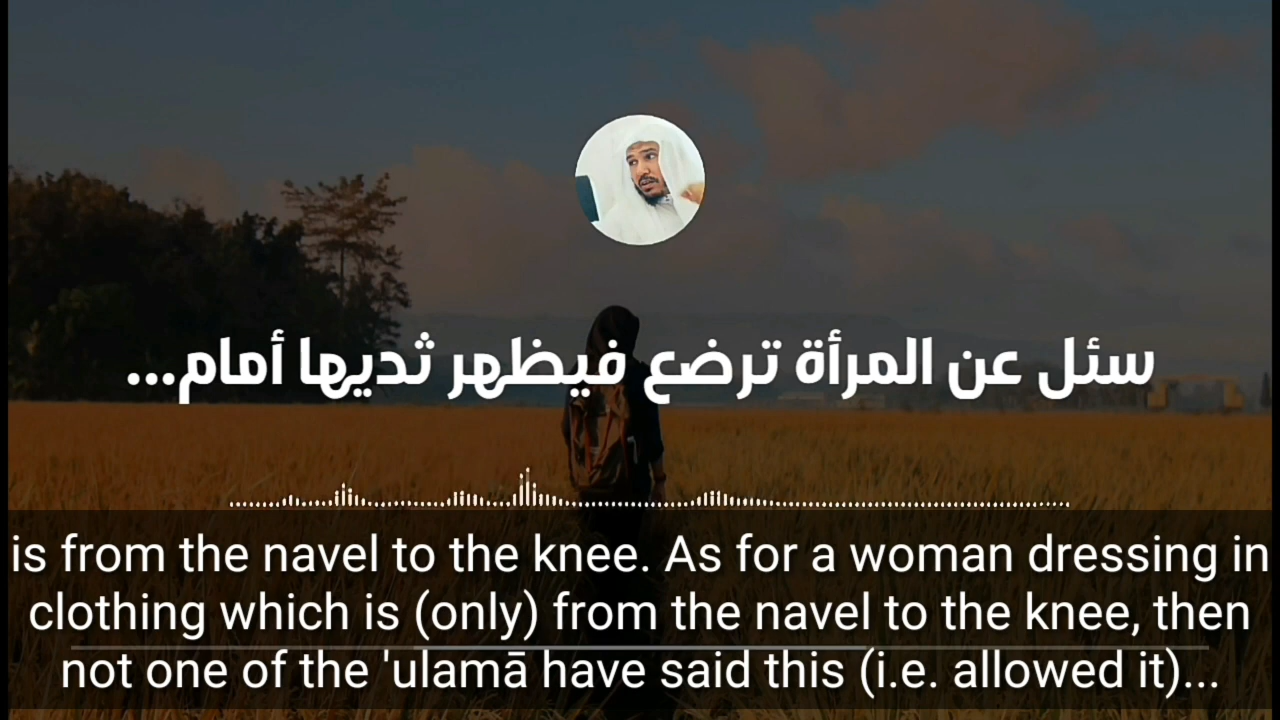 سئل عن المرأة ترضع فيظهر ثديها أمام...
is from the navel to the knee. As for a woman dressing in
clothing which is (only) from the navel to the knee, then
not one of the 'ulamā have said this (i.e. allowed it)...